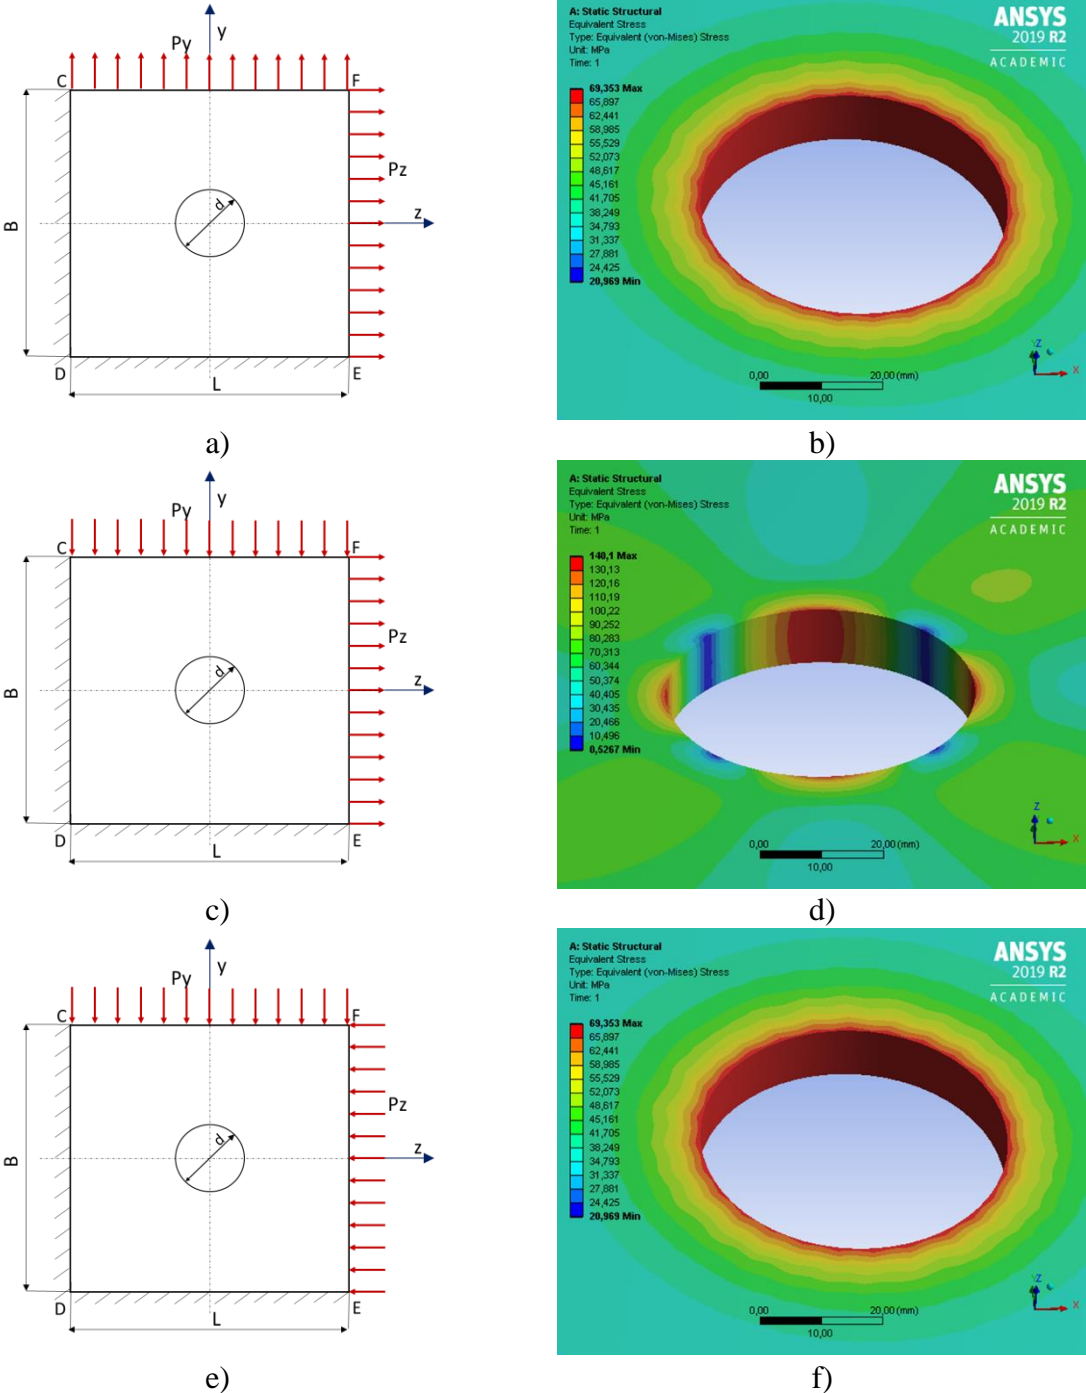 y
Py
C
F
Pz
B
d
z
D
E
L
a)
A: Static Structural
Equivalent Stress
Type: Equivalent (von-Mises) Stress
Unit: MPa
Time: 1
ANSYS
2019 R2
ACADEMIC
69,353 Max
65,897
62,441
58,985
55,529
52,073
48,617
45,161
41,705
38,249
34,793
31,337
27,881
24,425
20,969 Min
Z
X
0,00
20,00 (mm)
10,00
b)
y
Py
C
F
Pz
B
d
z
D
E
L
c)
A: Static Structural
Equivalent Stress
Type: Equivalent (von-Mises) Stress
Unit: MPa
Time: 1
ANSYS
2019 R2
ACADEMIC
140,1 Max
130,13
120,16
110,19
100,22
90,252
80,283
70,313
60,344
50,374
40,405
30,435
20,466
10,496
0,5267 Min
Z
X
0,00
20,00 (mm)
10,00
d)
y
Py
C
F
Pz
B
d
z
D
E
L
e)
A: Static Structural
Equivalent Stress
Type: Equivalent (von-Mises) Stress
Unit: MPa
Time: 1
ANSYS
2019 R2
ACADEMIC
69,353 Max
65,897
62,441
58,985
55,529
52,073
48,617
45,161
41,705
38,249
34,793
31,337
27,881
24,425
20,969 Min
Z
X
0,00
20,00 (mm)
10,00
f)